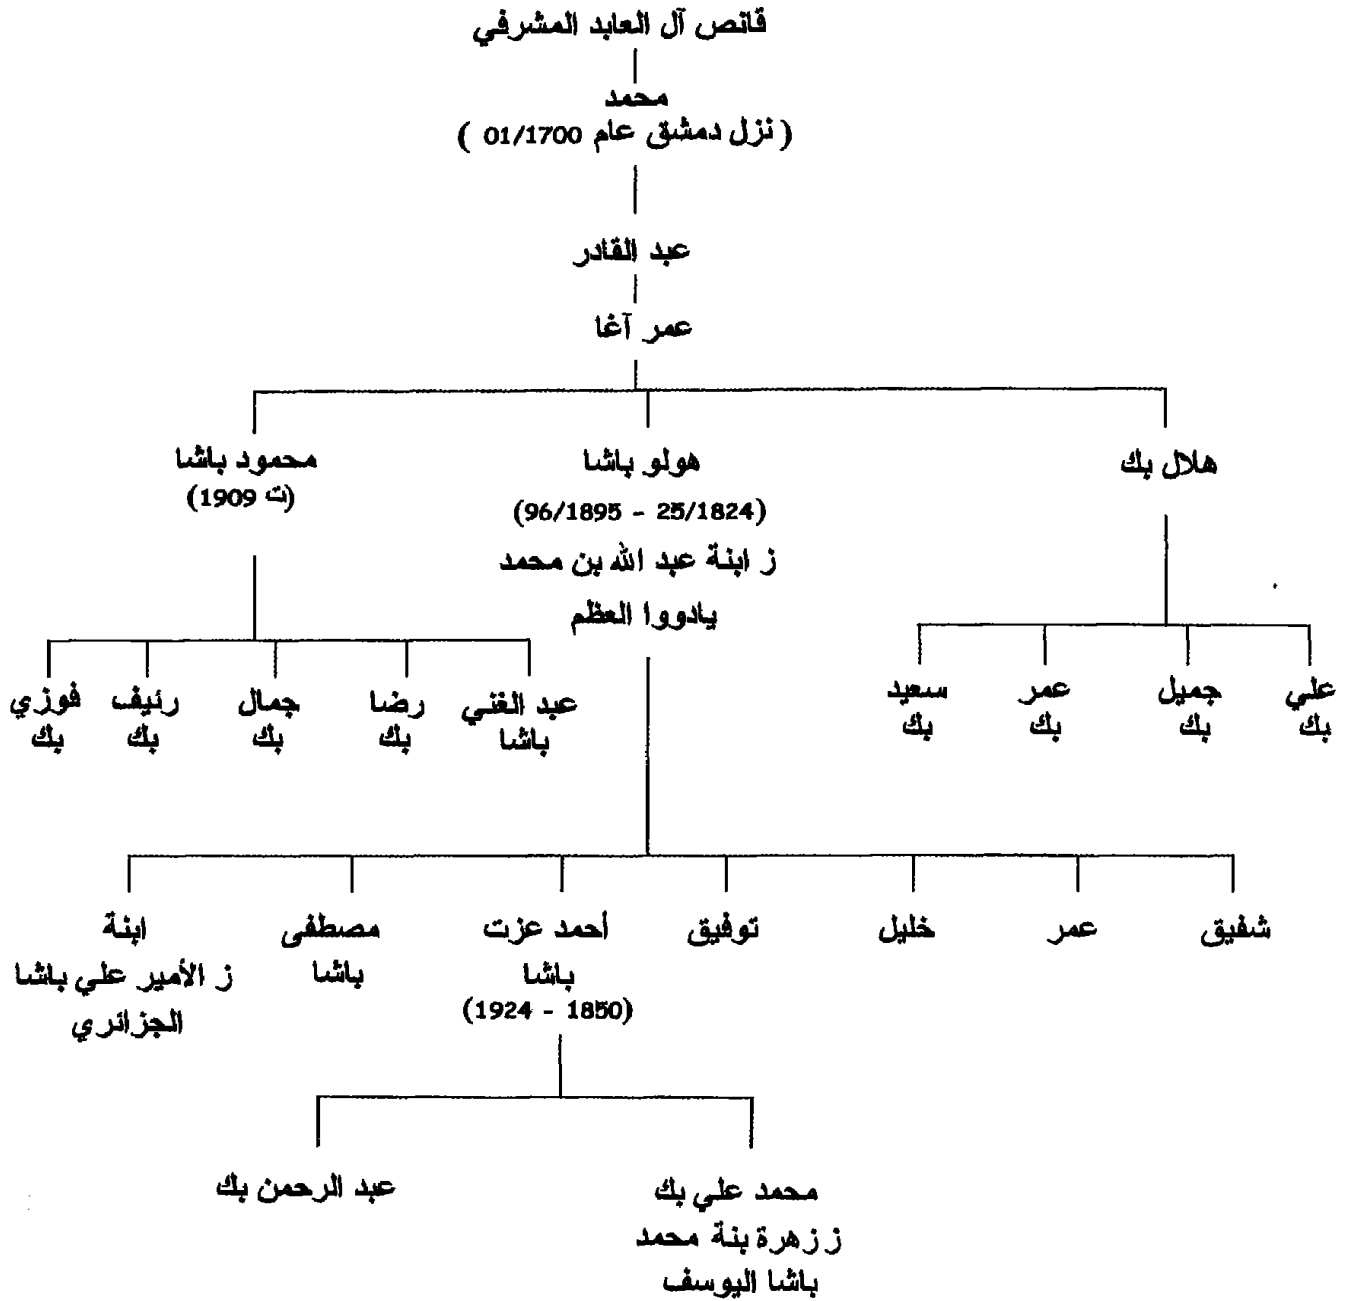 قانص آل العابد المشرفي
محمد
( نزل دمشق عام 01/1700 )
عبد القادر
عمر آغا
هلال بك
هولو باشا
(25/1824 - 96/1895)
ز ابنة عبد الله بن محمد
يادووا العظم
محمود باشا
(ت 1909)
علي
بك
جميل
بك
عمر
بك
سعيد
بك
عبد الغني
باشا
رضا
بك
جمال
بك
رئيف
بك
فوزي
بك
شفيق
عمر
خليل
توفيق
أحمد عزت
باشا
(1850 - 1924)
مصطفى
باشا
ابنة
ز الأمير علي باشا
الجزائري
محمد علي بك
ز زهرة بنة محمد
باشا اليوسف
عبد الرحمن بك